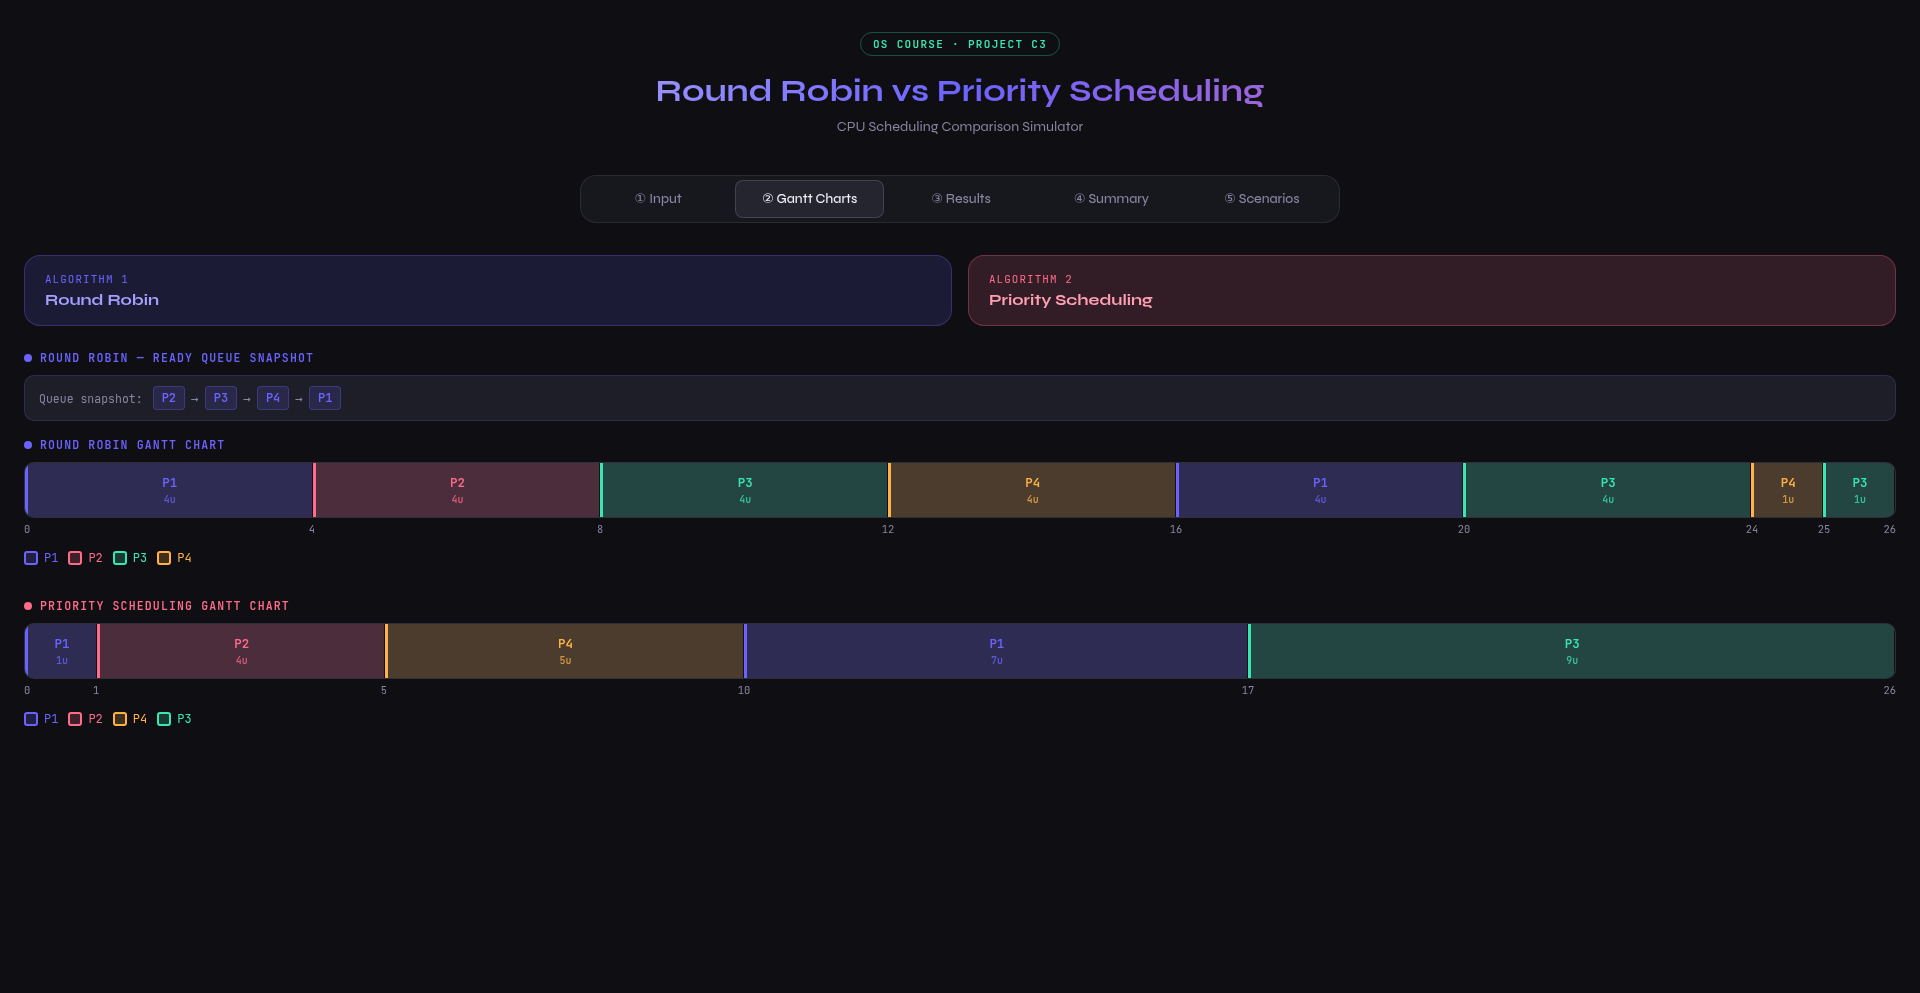 OS COURSE · PROJECT C3
Round Robin vs Priority Scheduling
CPU Scheduling Comparison Simulator
① Input ② Gantt Charts ③ Results ④ Summary ⑤ Scenarios
ALGORITHM 1
Round Robin
ALGORITHM 2
Priority Scheduling
ROUND ROBIN — READY QUEUE SNAPSHOT
Queue snapshot: P2 → P3 → P4 → P1
ROUND ROBIN GANTT CHART
P1 P2 P3 P4 P1 P3 P4 P3
4u 4u 4u 4u 4u 4u 1u 1u
0 4 8 12 16 20 24 25 26
P1 P2 P3 P4
PRIORITY SCHEDULING GANTT CHART
P1 P2 P4 P1 P3
1u 4u 5u 7u 9u
0 1 5 10 17 26
P1 P2 P4 P3